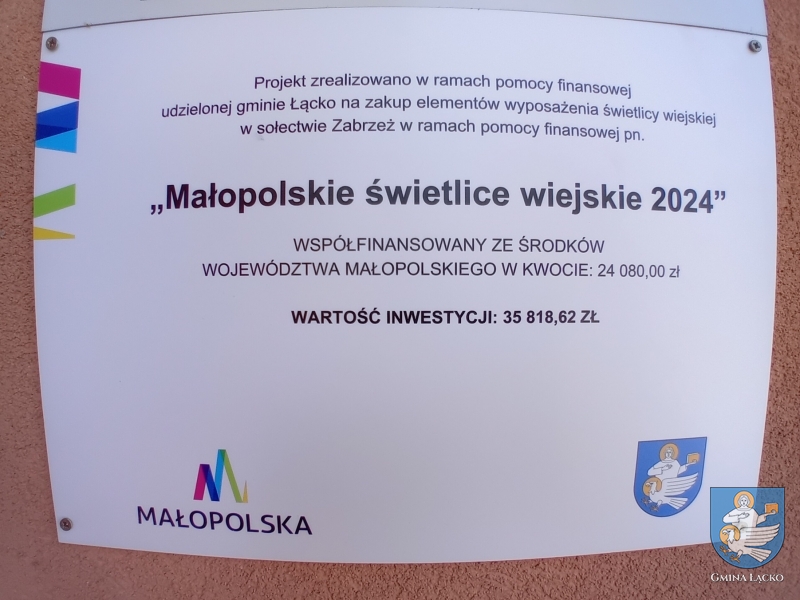 Projekt zrealizowano w ramach pomocy finansowej
udzielonej gminie Łącko na zakup elementów wyposażenia świetlicy wiejskiej
w sołectwie Zabrzeż w ramach pomocy finansowej pn.
„Małopolskie świetlice wiejskie 2024”
WSPÓŁFINANSOWANY ZE ŚRODKÓW
WOJEWÓDZTWA MAŁOPOLSKIEGO W KWOCIE: 24 080,00 zł
WARTOŚĆ INWESTYCJI: 35 818,62 ZŁ
MAŁOPOLSKA
GMINA ŁĄCKO